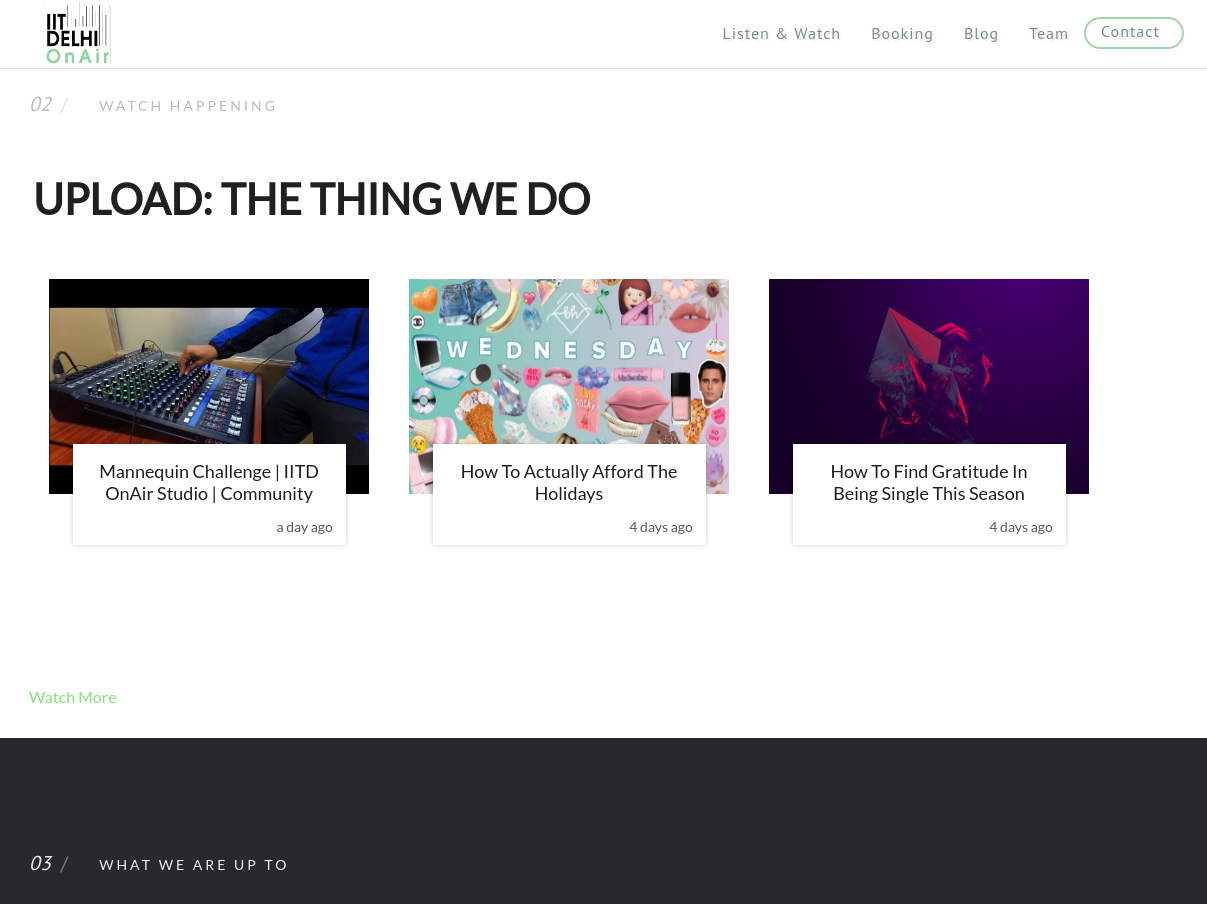 IIT
DELHI
OnAir
Listen & Watch
Booking
Blog
Team
Contact
02 /
WATCH HAPPENING
UPLOAD: THE THING WE DO
WEDNESDAY
Mannequin Challenge | IITD
OnAir Studio | Community
a day ago
How To Actually Afford The
Holidays
4 days ago
How To Find Gratitude In
Being Single This Season
4 days ago
Watch More
03 /
WHAT WE ARE UP TO